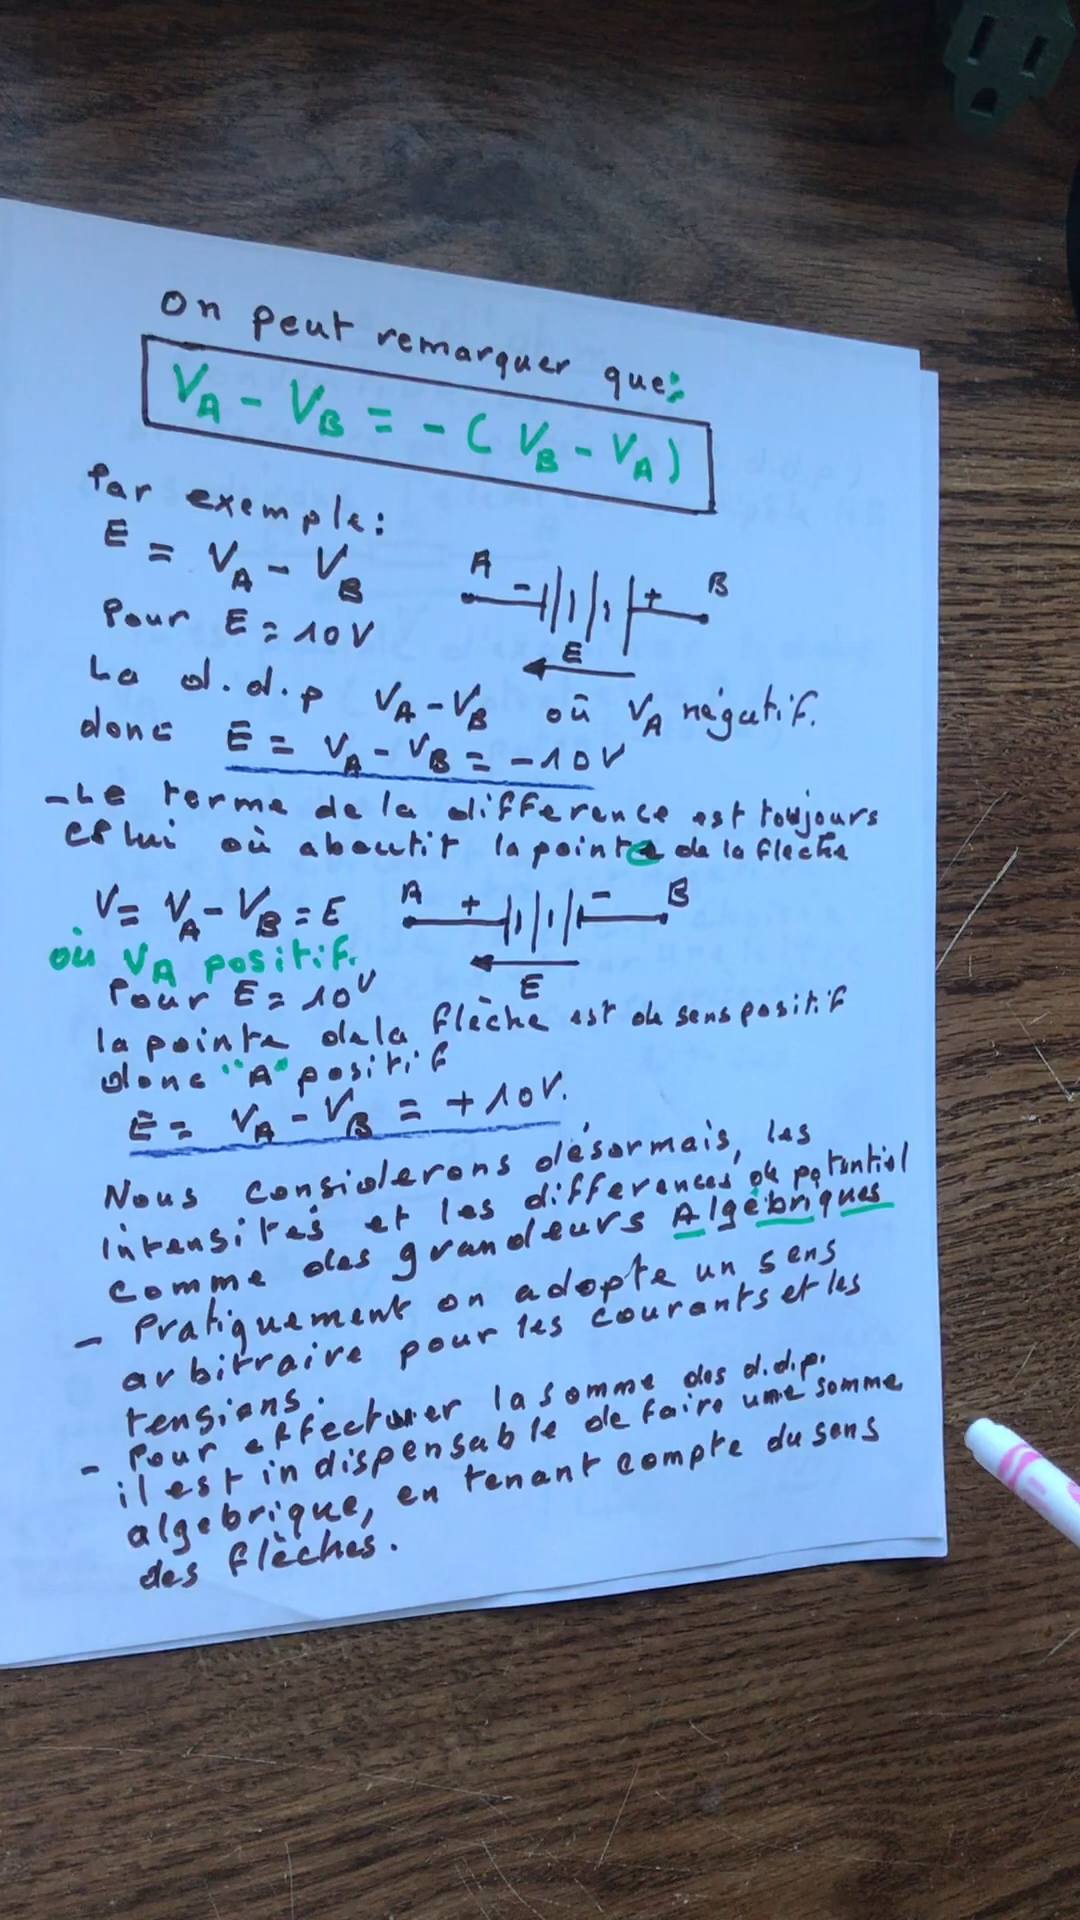 On peut remarquer que:
VA - VB = - ( VB - VA )
Par exemple:
E = VA - VB
A - + B
Pour E = 10V
E
La d.d.p VA - VB où VA négatif.
donc E = VA - VB = -10V
- Le terme de la différence est toujours
celui où aboutit la pointe de la flèche
V = VA - VB = E
A + - B
où VA positif.
E
Pour E = 10V
la pointe de la flèche est de sens positif
donc "A" positif
E = VA - VB = +10V.
Nous considerons désormais, les
intensités et les differences de potentiel
comme des grandeurs Algébriques
- Pratiquement on adopte un sens
arbitraire pour les courants et les
tensions.
- Pour effectuer la somme des d.d.p.
il est indispensable de faire une somme
algebrique, en tenant compte du sens
des flèches.